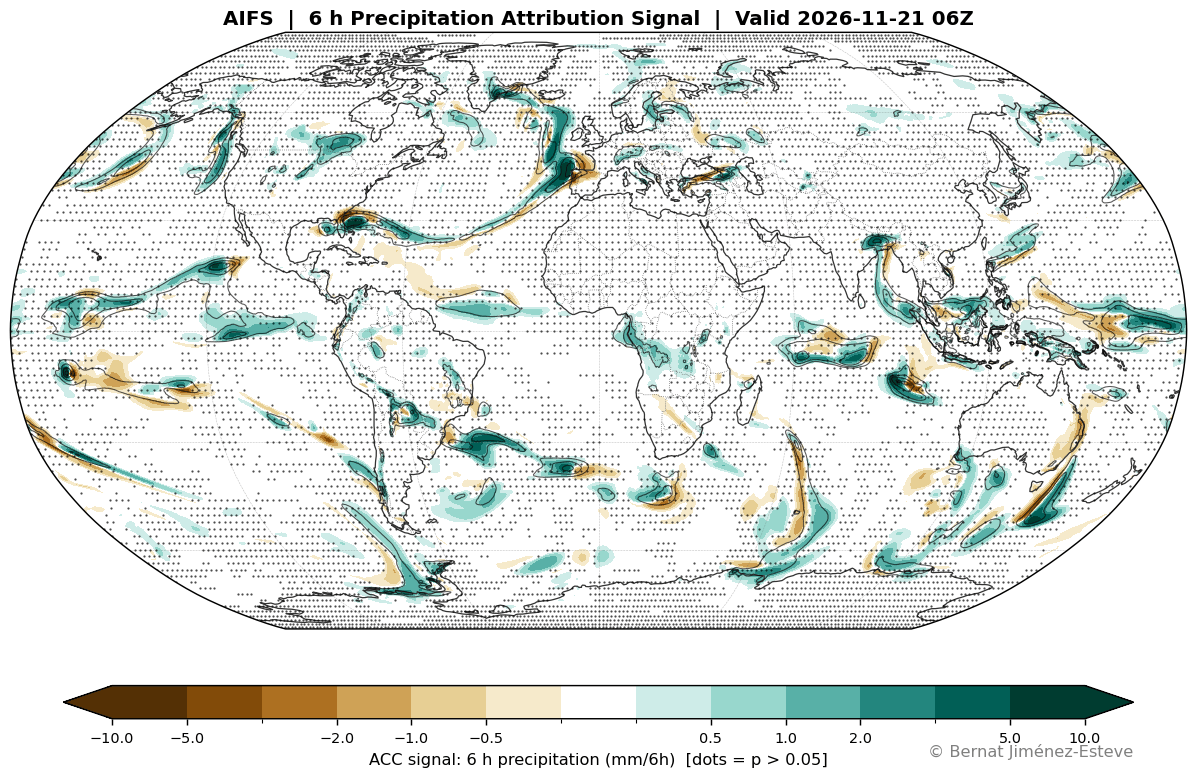 AIFS | 6 h Precipitation Attribution Signal | Valid 2026-11-21 06Z
−10.0 −5.0 −2.0 −1.0 −0.5 0.5 1.0 2.0 5.0 10.0
ACC signal: 6 h precipitation (mm/6h) [dots = p > 0.05]
© Bernat Jiménez-Esteve